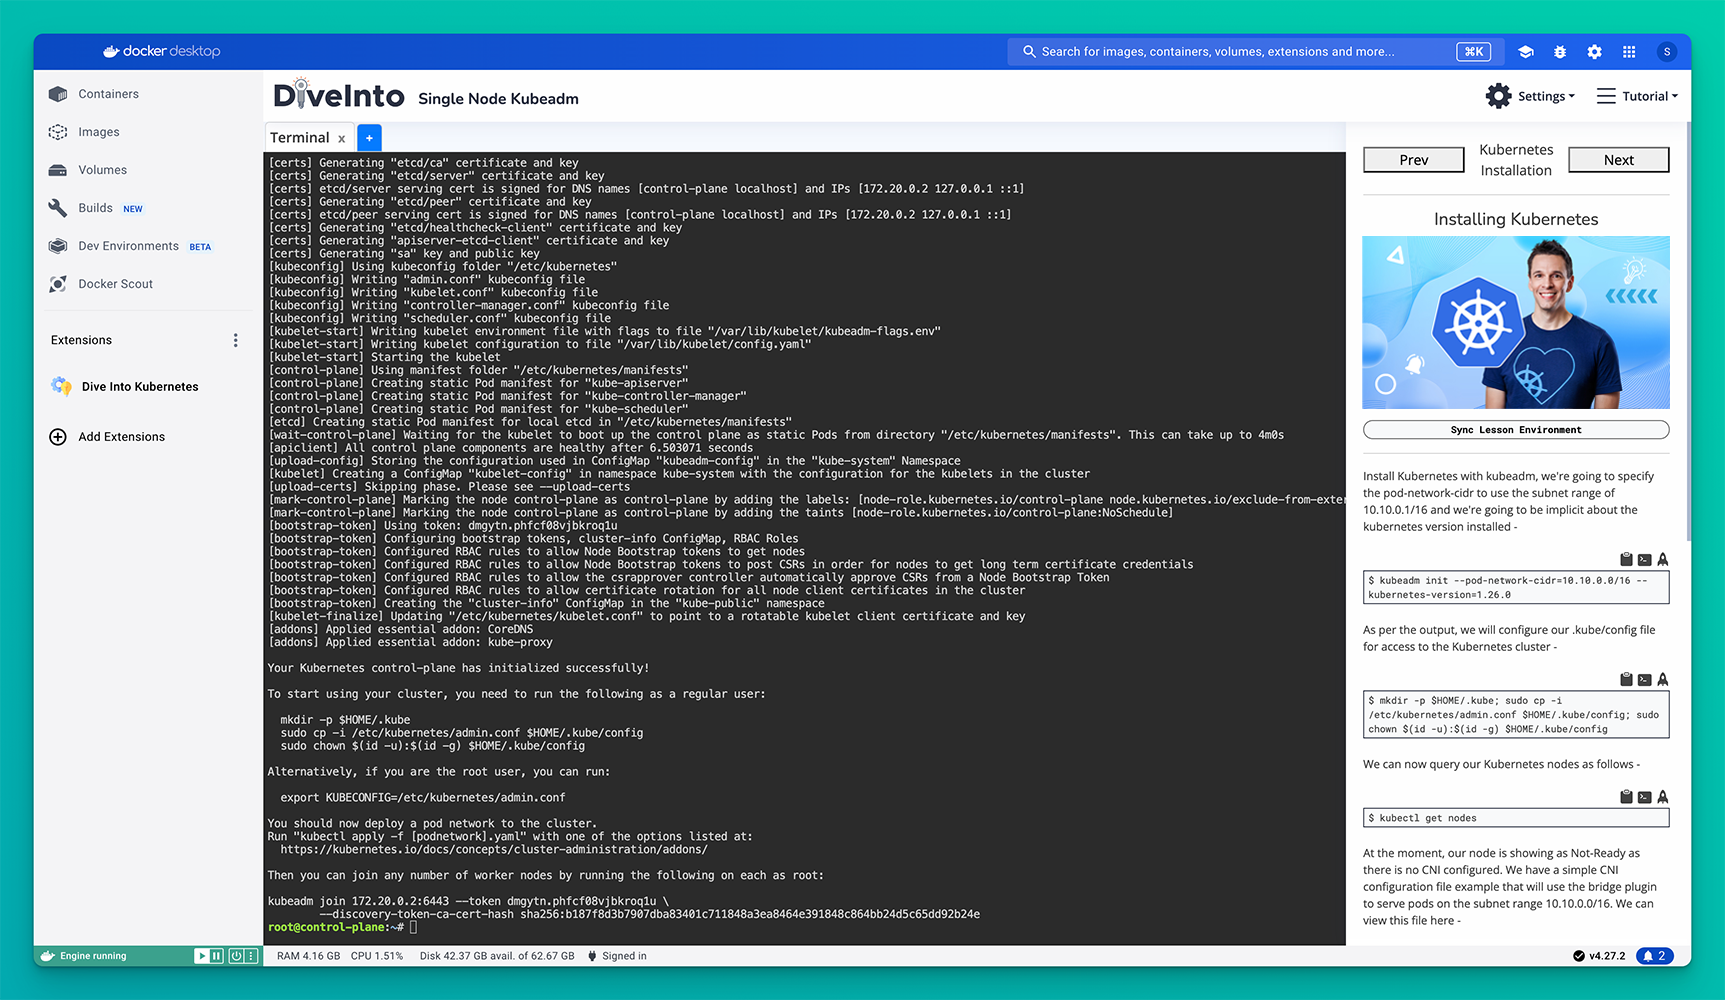 docker desktop
Search for images, containers, volumes, extensions and more...
⌘K
S
Containers
Images
Volumes
Builds NEW
Dev Environments BETA
Docker Scout
Extensions
Dive Into Kubernetes
Add Extensions
DiveInto Single Node Kubeadm
Settings
Tutorial
Terminal x +
[certs] Generating "etcd/ca" certificate and key
[certs] Generating "etcd/server" certificate and key
[certs] etcd/server serving cert is signed for DNS names [control-plane localhost] and IPs [172.20.0.2 127.0.0.1 ::1]
[certs] Generating "etcd/peer" certificate and key
[certs] etcd/peer serving cert is signed for DNS names [control-plane localhost] and IPs [172.20.0.2 127.0.0.1 ::1]
[certs] Generating "etcd/healthcheck-client" certificate and key
[certs] Generating "apiserver-etcd-client" certificate and key
[certs] Generating "sa" key and public key
[kubeconfig] Using kubeconfig folder "/etc/kubernetes"
[kubeconfig] Writing "admin.conf" kubeconfig file
[kubeconfig] Writing "kubelet.conf" kubeconfig file
[kubeconfig] Writing "controller-manager.conf" kubeconfig file
[kubeconfig] Writing "scheduler.conf" kubeconfig file
[kubelet-start] Writing kubelet environment file with flags to file "/var/lib/kubelet/kubeadm-flags.env"
[kubelet-start] Writing kubelet configuration to file "/var/lib/kubelet/config.yaml"
[kubelet-start] Starting the kubelet
[control-plane] Using manifest folder "/etc/kubernetes/manifests"
[control-plane] Creating static Pod manifest for "kube-apiserver"
[control-plane] Creating static Pod manifest for "kube-controller-manager"
[control-plane] Creating static Pod manifest for "kube-scheduler"
[etcd] Creating static Pod manifest for local etcd in "/etc/kubernetes/manifests"
[wait-control-plane] Waiting for the kubelet to boot up the control plane as static Pods from directory "/etc/kubernetes/manifests". This can take up to 4m0s
[apiclient] All control plane components are healthy after 6.503071 seconds
[upload-config] Storing the configuration used in ConfigMap "kubeadm-config" in the "kube-system" Namespace
[kubelet] Creating a ConfigMap "kubelet-config" in namespace kube-system with the configuration for the kubelets in the cluster
[upload-certs] Skipping phase. Please see --upload-certs
[mark-control-plane] Marking the node control-plane as control-plane by adding the labels: [node-role.kubernetes.io/control-plane node.kubernetes.io/exclude-from-exter
[mark-control-plane] Marking the node control-plane as control-plane by adding the taints [node-role.kubernetes.io/control-plane:NoSchedule]
[bootstrap-token] Using token: dmgytn.phfcf08vjbkroq1u
[bootstrap-token] Configuring bootstrap tokens, cluster-info ConfigMap, RBAC Roles
[bootstrap-token] Configured RBAC rules to allow Node Bootstrap tokens to get nodes
[bootstrap-token] Configured RBAC rules to allow Node Bootstrap tokens to post CSRs in order for nodes to get long term certificate credentials
[bootstrap-token] Configured RBAC rules to allow the csrapprover controller automatically approve CSRs from a Node Bootstrap Token
[bootstrap-token] Configured RBAC rules to allow certificate rotation for all node client certificates in the cluster
[bootstrap-token] Creating the "cluster-info" ConfigMap in the "kube-public" namespace
[kubelet-finalize] Updating "/etc/kubernetes/kubelet.conf" to point to a rotatable kubelet client certificate and key
[addons] Applied essential addon: CoreDNS
[addons] Applied essential addon: kube-proxy
Your Kubernetes control-plane has initialized successfully!
To start using your cluster, you need to run the following as a regular user:
mkdir -p $HOME/.kube
sudo cp -i /etc/kubernetes/admin.conf $HOME/.kube/config
sudo chown $(id -u):$(id -g) $HOME/.kube/config
Alternatively, if you are the root user, you can run:
export KUBECONFIG=/etc/kubernetes/admin.conf
You should now deploy a pod network to the cluster.
Run "kubectl apply -f [podnetwork].yaml" with one of the options listed at:
https://kubernetes.io/docs/concepts/cluster-administration/addons/
Then you can join any number of worker nodes by running the following on each as root:
kubeadm join 172.20.0.2:6443 --token dmgytn.phfcf08vjbkroq1u \
--discovery-token-ca-cert-hash sha256:b187f8d3b7907dba83401c711848a3ea8464e391848c864bb24d5c65dd92b24e
root@control-plane:~#
Prev
Kubernetes
Installation
Next
Installing Kubernetes
Sync Lesson Environment
Install Kubernetes with kubeadm, we're going to specify
the pod-network-cidr to use the subnet range of
10.10.0.1/16 and we're going to be implicit about the
kubernetes version installed -
$ kubeadm init --pod-network-cidr=10.10.0.0/16 --
kubernetes-version=1.26.0
As per the output, we will configure our .kube/config file
for access to the Kubernetes cluster -
$ mkdir -p $HOME/.kube; sudo cp -i
/etc/kubernetes/admin.conf $HOME/.kube/config; sudo
chown $(id -u):$(id -g) $HOME/.kube/config
We can now query our Kubernetes nodes as follows -
$ kubectl get nodes
At the moment, our node is showing as Not-Ready as
there is no CNI configured. We have a simple CNI
configuration file example that will use the bridge plugin
to serve pods on the subnet range 10.10.0.0/16. We can
view this file here -
Engine running
RAM 4.16 GB CPU 1.51% Disk 42.37 GB avail. of 62.67 GB Signed in
v4.27.2
2